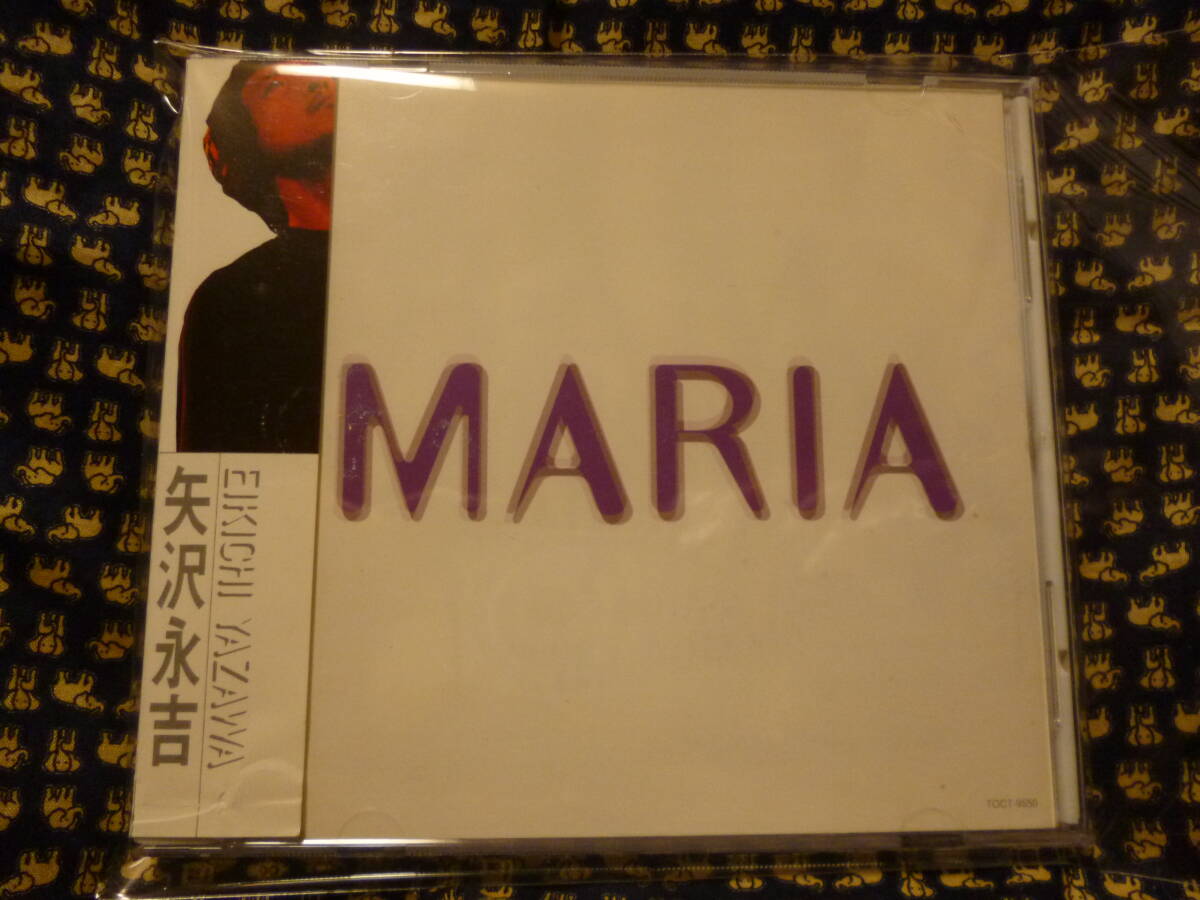 MARIA
矢沢永吉
EIKICHI YAZAWA
TOCT-9650